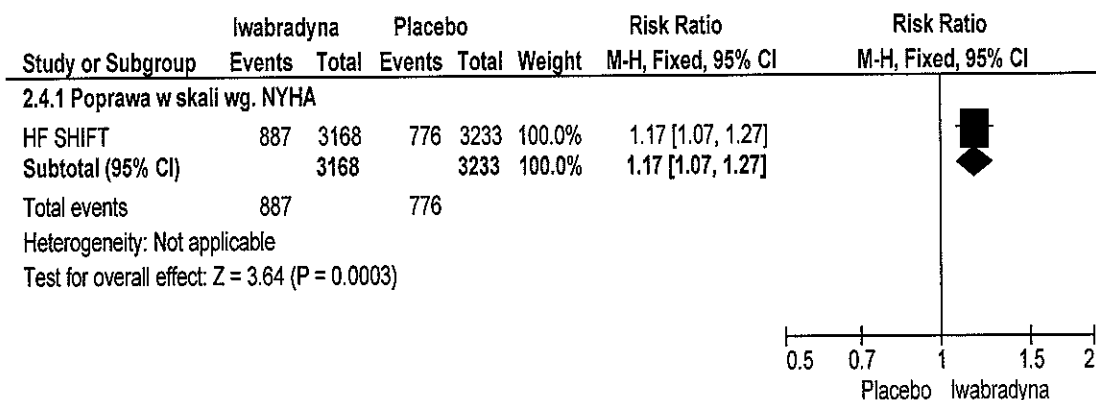 Iwabradyna Placebo Risk Ratio Risk Ratio
Study or Subgroup Events Total Events Total Weight M-H, Fixed, 95% CI M-H, Fixed, 95% CI
2.4.1 Poprawa w skali wg. NYHA
HF SHIFT 887 3168 776 3233 100.0% 1.17 [1.07, 1.27]
Subtotal (95% CI) 3168 3233 100.0% 1.17 [1.07, 1.27]
Total events 887 776
Heterogeneity: Not applicable
Test for overall effect: Z = 3.64 (P = 0.0003)
0.5 0.7 1 1.5 2
Placebo Iwabradyna